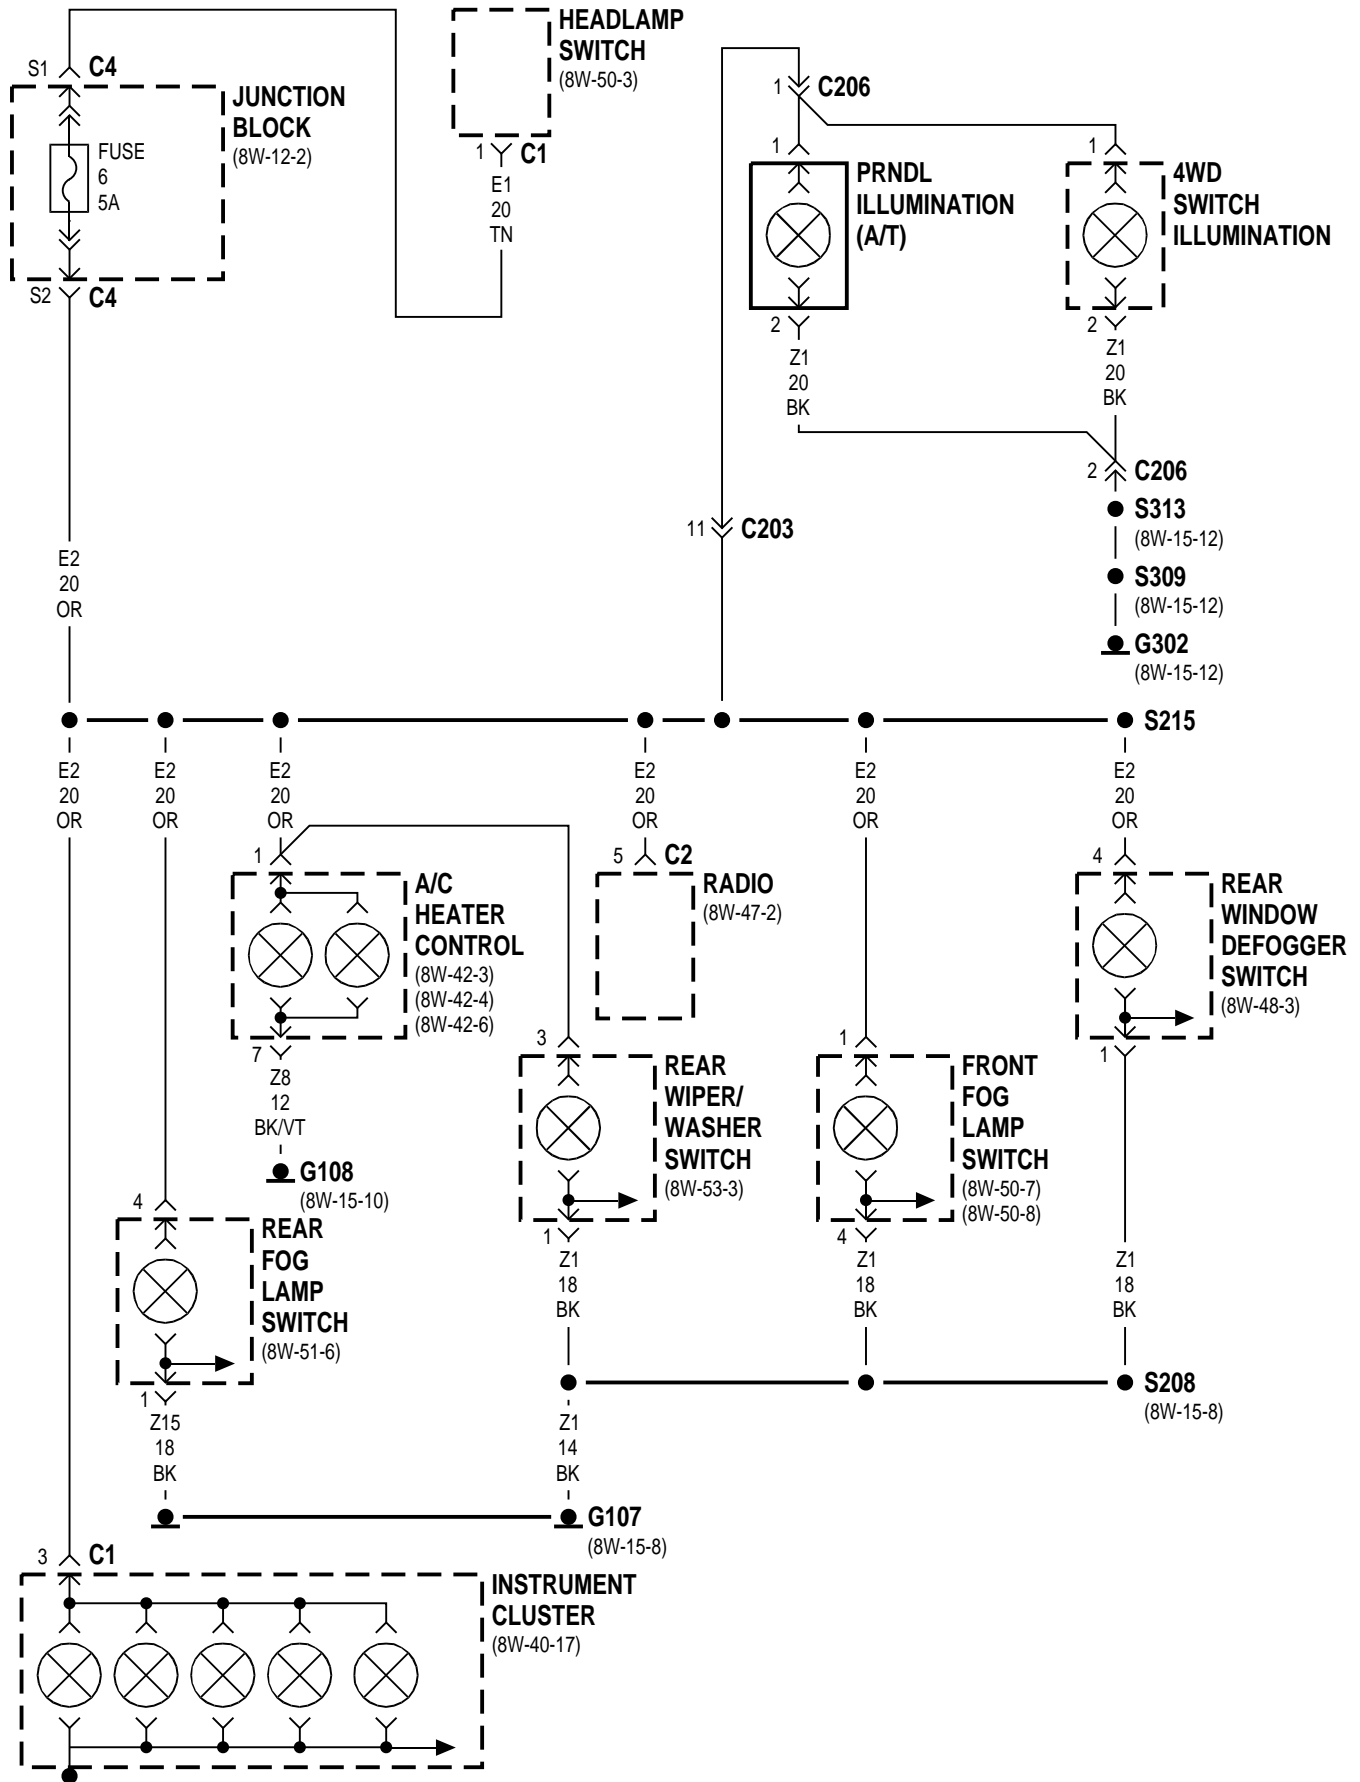 HEADLAMP
SWITCH
(8W-50-3)
S1
C4
JUNCTION
BLOCK
(8W-12-2)
FUSE
6
5A
1
C1
E1
20
TN
S2
C4
1
C206
1
PRNDL
ILLUMINATION
(A/T)
1
4WD
SWITCH
ILLUMINATION
2
Z1
20
BK
2
Z1
20
BK
2
C206
S313
(8W-15-12)
S309
(8W-15-12)
G302
(8W-15-12)
11
C203
E2
20
OR
S215
E2
20
OR
E2
20
OR
E2
20
OR
E2
20
OR
E2
20
OR
E2
20
OR
1
A/C
HEATER
CONTROL
(8W-42-3)
(8W-42-4)
(8W-42-6)
7
Z8
12
BK/VT
G108
(8W-15-10)
5
C2
RADIO
(8W-47-2)
4
REAR
WINDOW
DEFOGGER
SWITCH
(8W-48-3)
1
3
REAR
WIPER/
WASHER
SWITCH
(8W-53-3)
1
1
FRONT
FOG
LAMP
SWITCH
(8W-50-7)
(8W-50-8)
4
4
REAR
FOG
LAMP
SWITCH
(8W-51-6)
1
Z1
18
BK
Z1
18
BK
Z1
18
BK
S208
(8W-15-8)
Z15
18
BK
Z1
14
BK
G107
(8W-15-8)
3
C1
INSTRUMENT
CLUSTER
(8W-40-17)